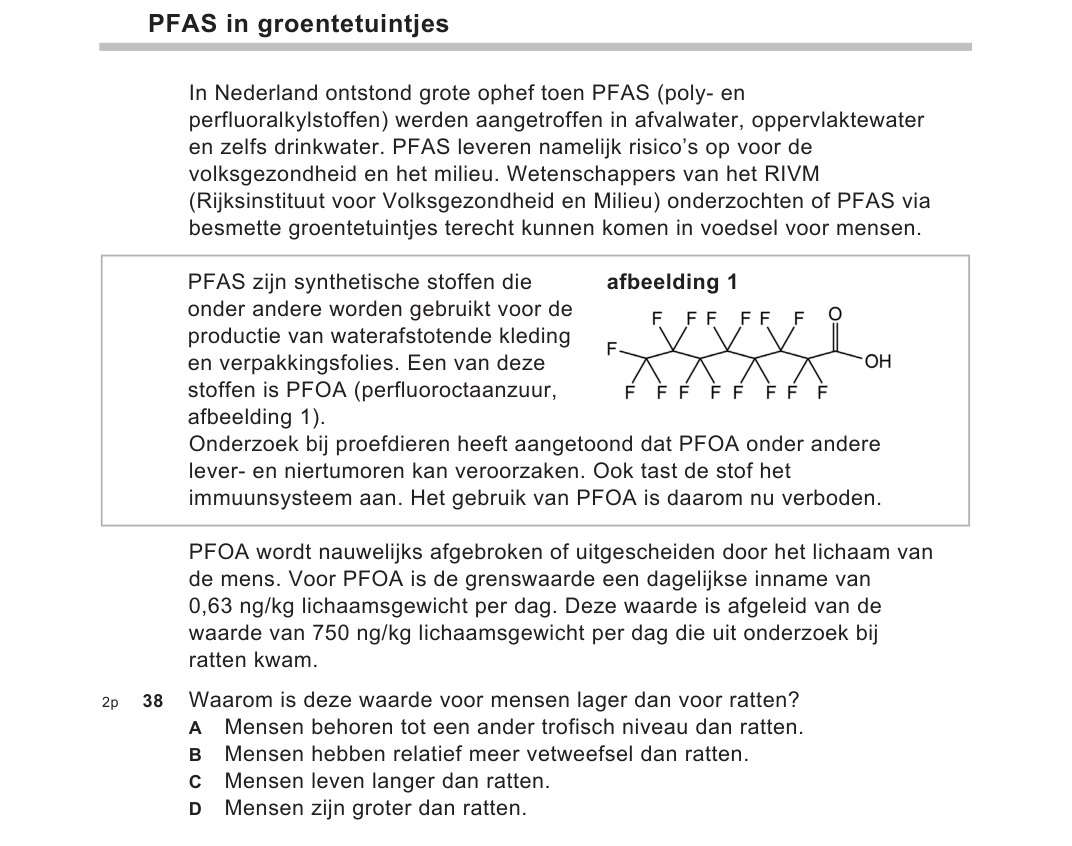 PFAS in groentetuintjes
In Nederland ontstond grote ophef toen PFAS (poly- en
perfluoralkylstoffen) werden aangetroffen in afvalwater, oppervlaktewater
en zelfs drinkwater. PFAS leveren namelijk risico’s op voor de
volksgezondheid en het milieu. Wetenschappers van het RIVM
(Rijksinstituut voor Volksgezondheid en Milieu) onderzochten of PFAS via
besmette groentetuintjes terecht kunnen komen in voedsel voor mensen.
PFAS zijn synthetische stoffen die
onder andere worden gebruikt voor de
productie van waterafstotende kleding
en verpakkingsfolies. Een van deze
stoffen is PFOA (perfluoroctaanzuur,
afbeelding 1).
afbeelding 1
F F F F F F O
F
OH
F F F F F F F F
Onderzoek bij proefdieren heeft aangetoond dat PFOA onder andere
lever- en niertumoren kan veroorzaken. Ook tast de stof het
immuunsysteem aan. Het gebruik van PFOA is daarom nu verboden.
PFOA wordt nauwelijks afgebroken of uitgescheiden door het lichaam van
de mens. Voor PFOA is de grenswaarde een dagelijkse inname van
0,63 ng/kg lichaamsgewicht per dag. Deze waarde is afgeleid van de
waarde van 750 ng/kg lichaamsgewicht per dag die uit onderzoek bij
ratten kwam.
2p 38 Waarom is deze waarde voor mensen lager dan voor ratten?
A Mensen behoren tot een ander trofisch niveau dan ratten.
B Mensen hebben relatief meer vetweefsel dan ratten.
C Mensen leven langer dan ratten.
D Mensen zijn groter dan ratten.